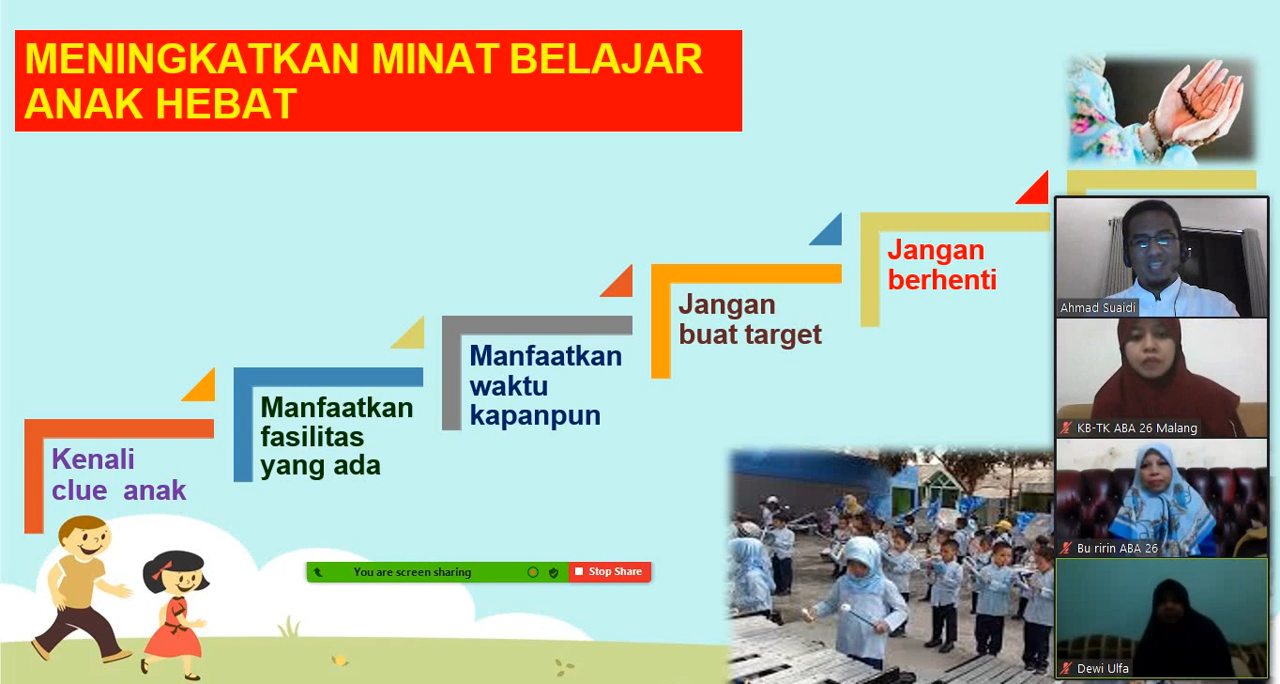 MENINGKATKAN MINAT BELAJAR
ANAK HEBAT
Kenali
clue anak
Manfaatkan
fasilitas
yang ada
Manfaatkan
waktu
kapanpun
Jangan
buat target
Jangan
berhenti
Ahmad Suaidi
KB-TK ABA 26 Malang
Bu ririn ABA 26
Dewi Ulfa
You are screen sharing
Stop Share